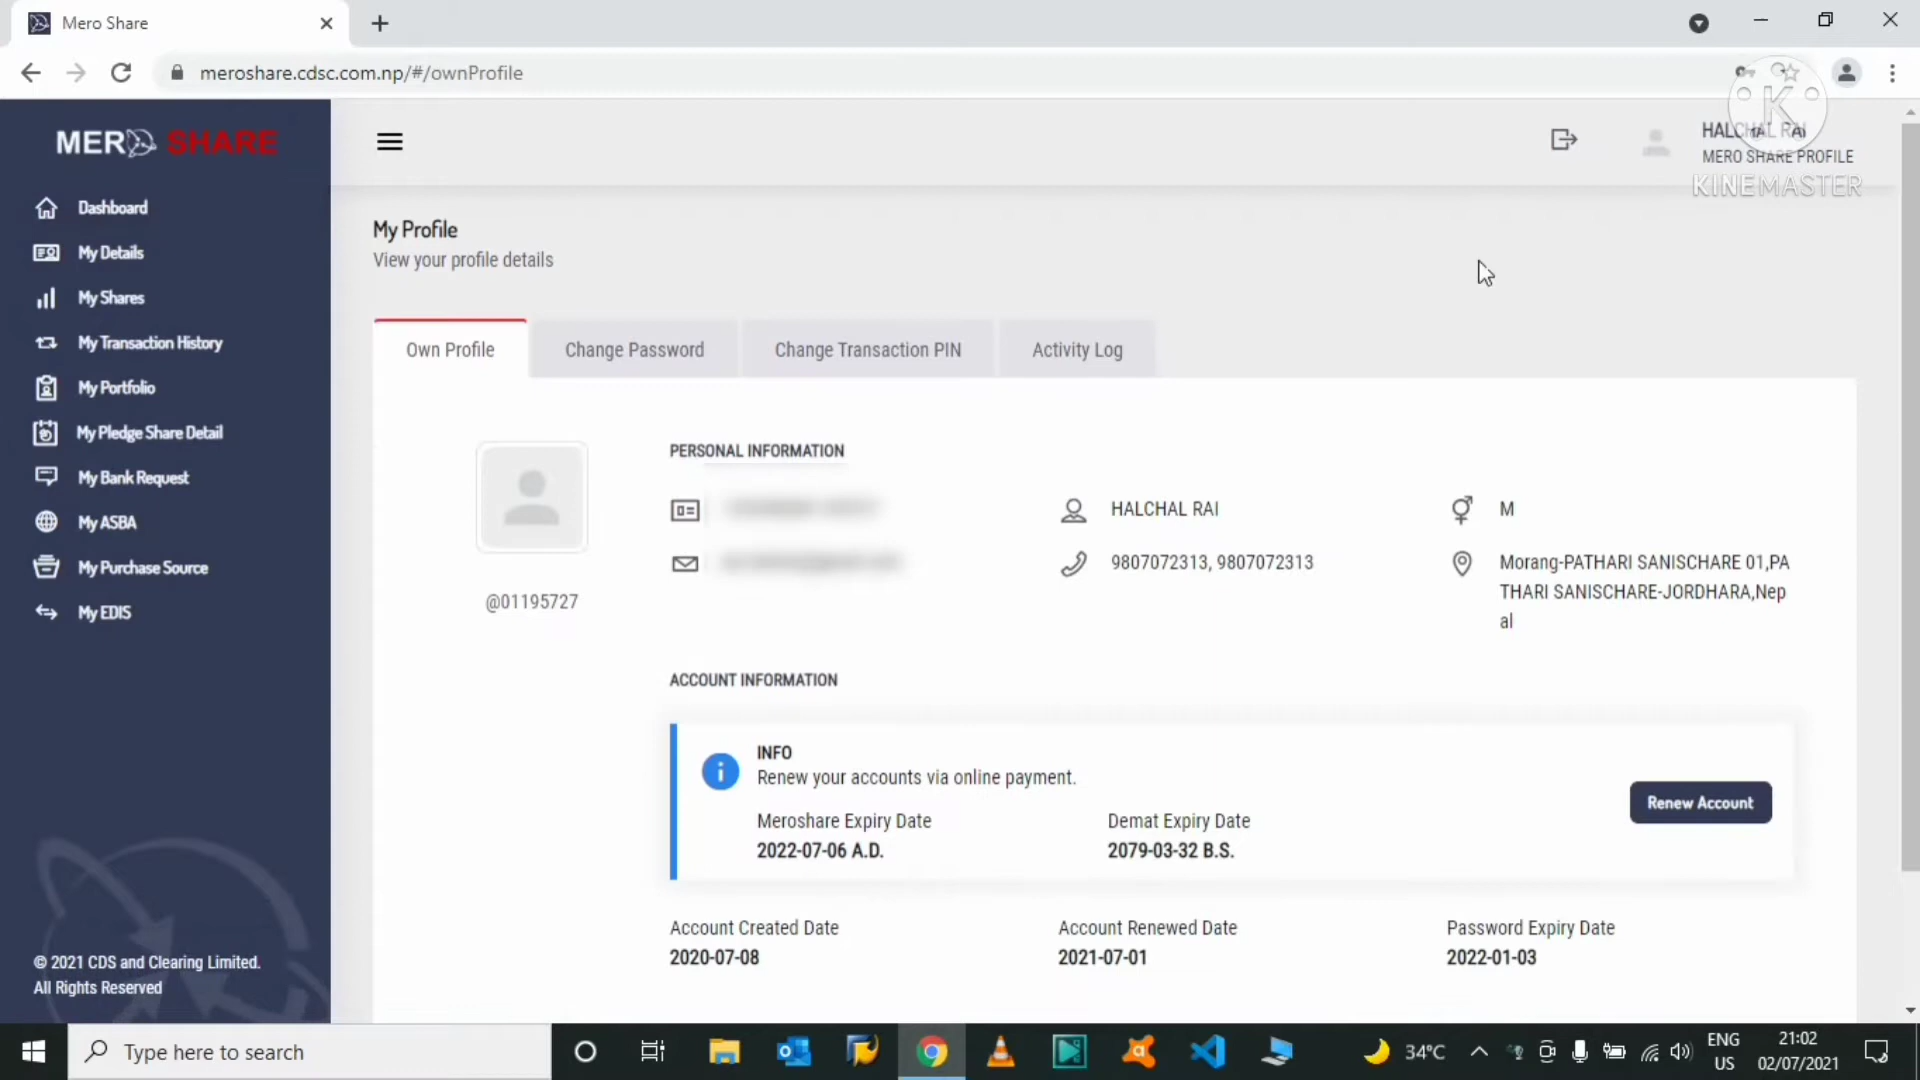 Mero Share
meroshare.cdsc.com.np/#/ownProfile
MERO SHARE
Dashboard
My Details
My Shares
My Transaction History
My Portfolio
My Pledge Share Detail
My Bank Request
My ASBA
My Purchase Source
My EDIS
© 2021 CDS and Clearing Limited.
All Rights Reserved
HALCHAL RAI
MERO SHARE PROFILE
K
KINEMASTER
My Profile
View your profile details
Own Profile
Change Password
Change Transaction PIN
Activity Log
@01195727
PERSONAL INFORMATION
HALCHAL RAI
M
9807072313, 9807072313
Morang-PATHARI SANISCHARE 01,PA
THARI SANISCHARE-JORDHARA,Nep
al
ACCOUNT INFORMATION
INFO
Renew your accounts via online payment.
Meroshare Expiry Date
2022-07-06 A.D.
Demat Expiry Date
2079-03-32 B.S.
Renew Account
Account Created Date
2020-07-08
Account Renewed Date
2021-07-01
Password Expiry Date
2022-01-03
Type here to search
34°C
ENG
US
21:02
02/07/2021